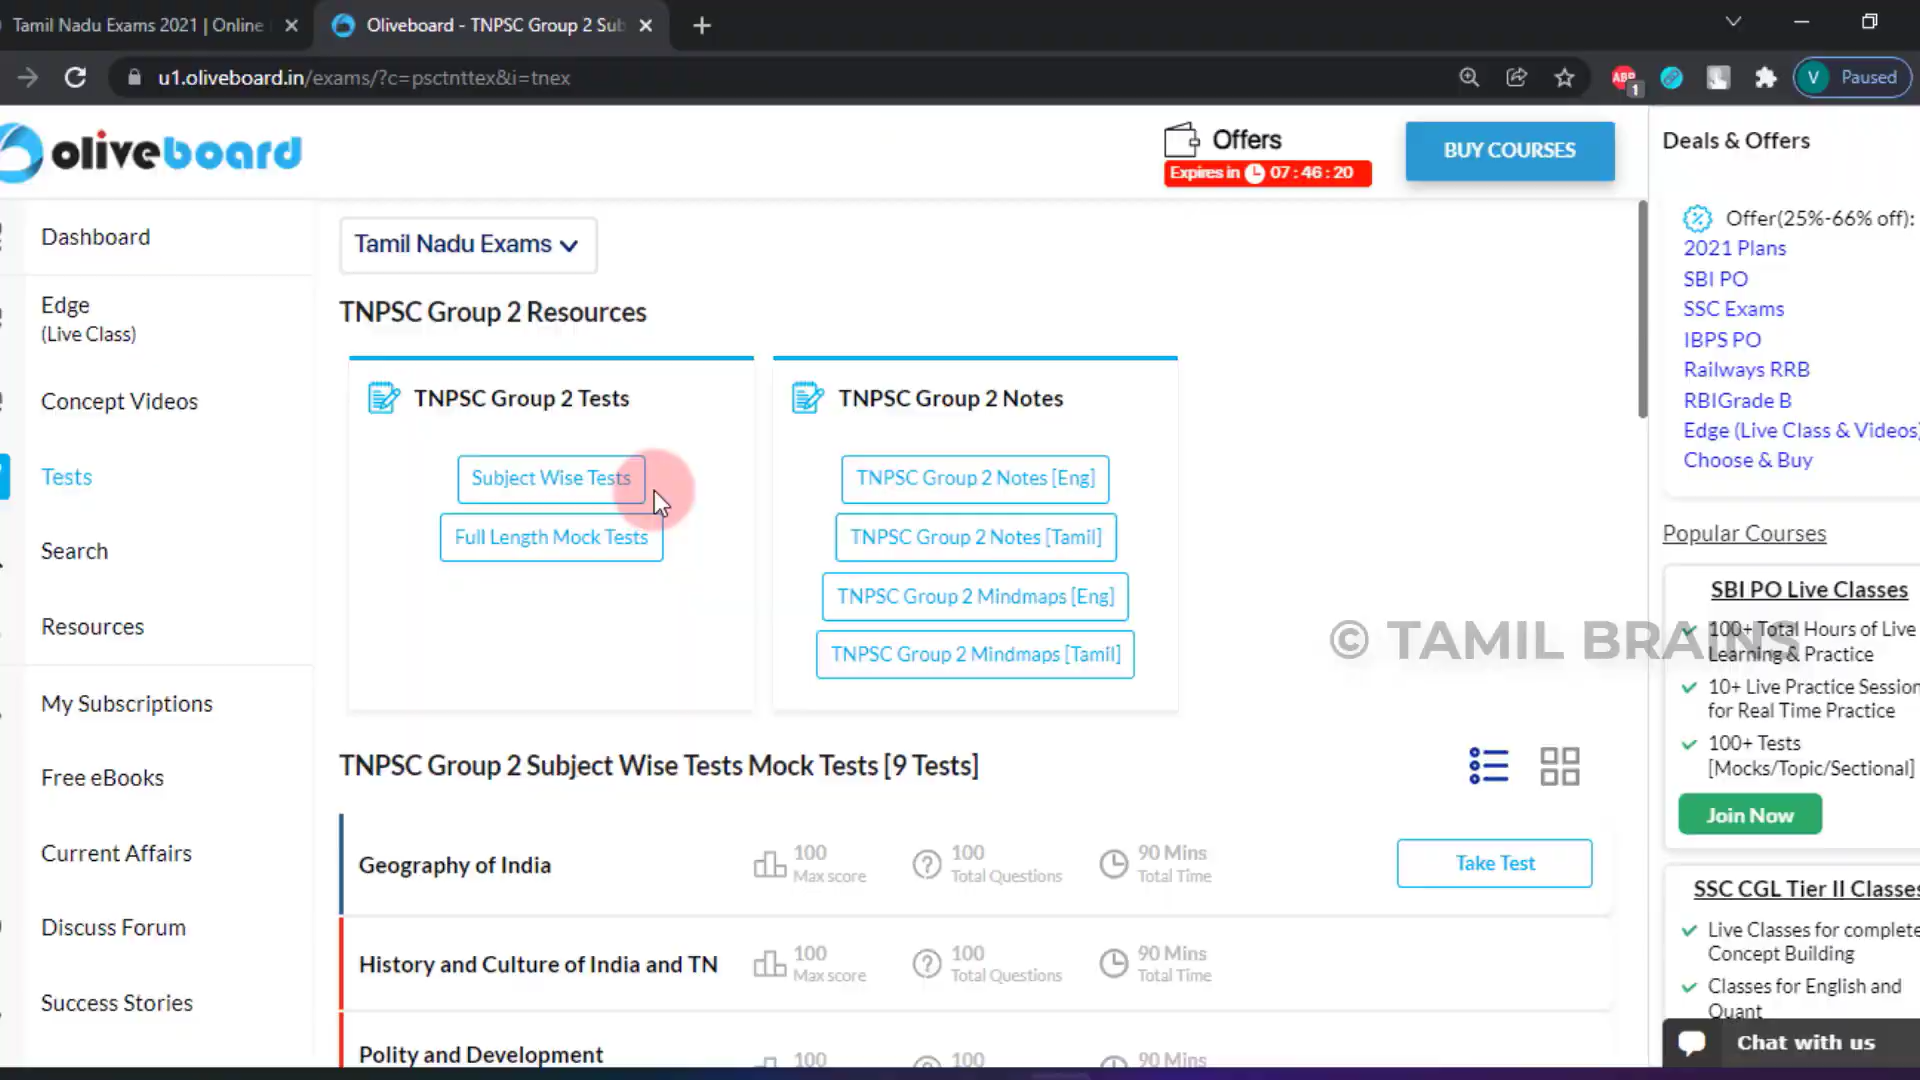 Tamil Nadu Exams 2021 | Online
Oliveboard - TNPSC Group 2 Sub
u1.oliveboard.in/exams/?c=psctnttex&i=tnex
ABP
1
V
Paused
oliveboard
Offers
Expires in 07 : 46 : 20
BUY COURSES
Dashboard
Edge
(Live Class)
Concept Videos
Tests
Search
Resources
My Subscriptions
Free eBooks
Current Affairs
Discuss Forum
Success Stories
Tamil Nadu Exams
TNPSC Group 2 Resources
TNPSC Group 2 Tests
Subject Wise Tests
Full Length Mock Tests
TNPSC Group 2 Notes
TNPSC Group 2 Notes [Eng]
TNPSC Group 2 Notes [Tamil]
TNPSC Group 2 Mindmaps [Eng]
TNPSC Group 2 Mindmaps [Tamil]
TNPSC Group 2 Subject Wise Tests Mock Tests [9 Tests]
Geography of India
100
Max score
100
Total Questions
90 Mins
Total Time
Take Test
History and Culture of India and TN
100
Max score
100
Total Questions
90 Mins
Total Time
Polity and Development
100
100
90 Mins
Deals & Offers
Offer(25%-66% off):
2021 Plans
SBI PO
SSC Exams
IBPS PO
Railways RRB
RBIGrade B
Edge (Live Class & Videos)
Choose & Buy
Popular Courses
SBI PO Live Classes
100+ Total Hours of Live
Learning & Practice
10+ Live Practice Session
for Real Time Practice
100+ Tests
[Mocks/Topic/Sectional]
Join Now
SSC CGL Tier II Classes
Live Classes for complete
Concept Building
Classes for English and
Quant
Chat with us
© TAMIL BRAINS